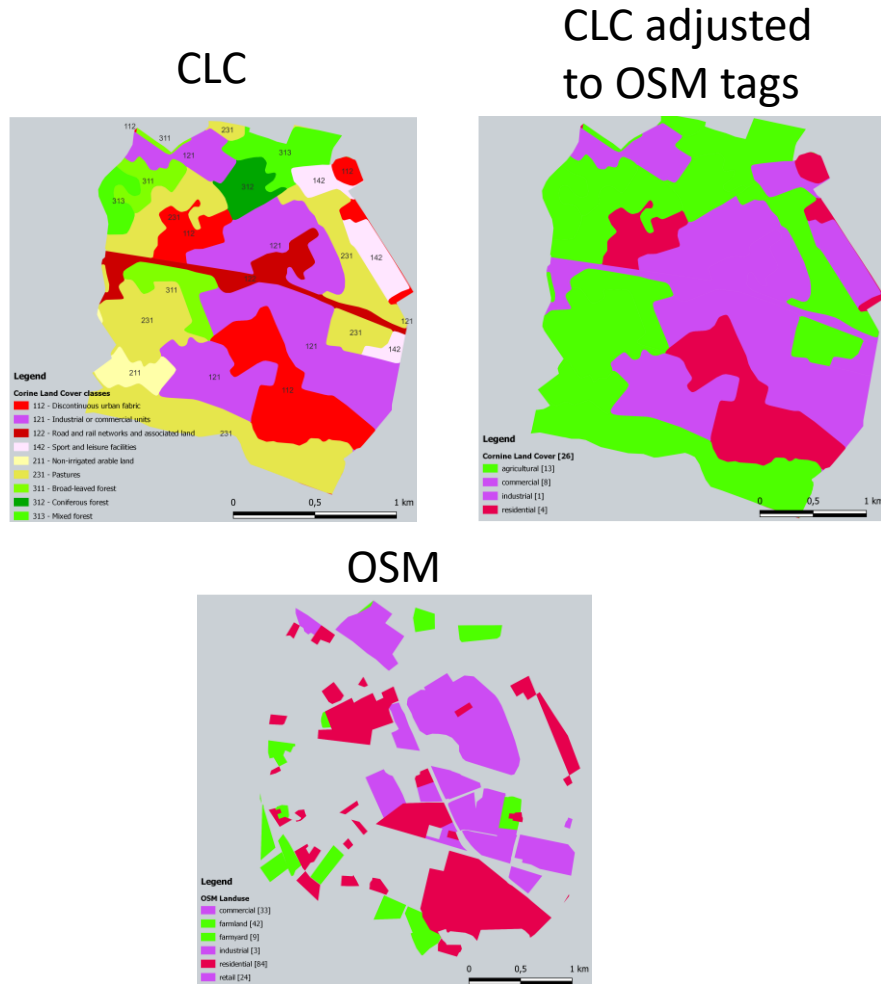 CLC
CLC adjusted
to OSM tags
112
311
231
121
313
312
142
112
311
313
231
112
121
231
142
311
231
121
231
121
142
211
121
112
231
Legend
Corine Land Cover classes
112 - Discontinuous urban fabric
121 - Industrial or commercial units
122 - Road and rail networks and associated land
142 - Sport and leisure facilities
211 - Non-irrigated arable land
231 - Pastures
311 - Broad-leaved forest
312 - Coniferous forest
313 - Mixed forest
0 0,5 1 km
Legend
Cornine Land Cover [26]
agricultural [13]
commercial [8]
industrial [1]
residential [4]
0 0,5 1 km
OSM
Legend
OSM Landuse
commercial [33]
farmland [42]
farmyard [9]
industrial [3]
residential [84]
retail [24]
0 0,5 1 km